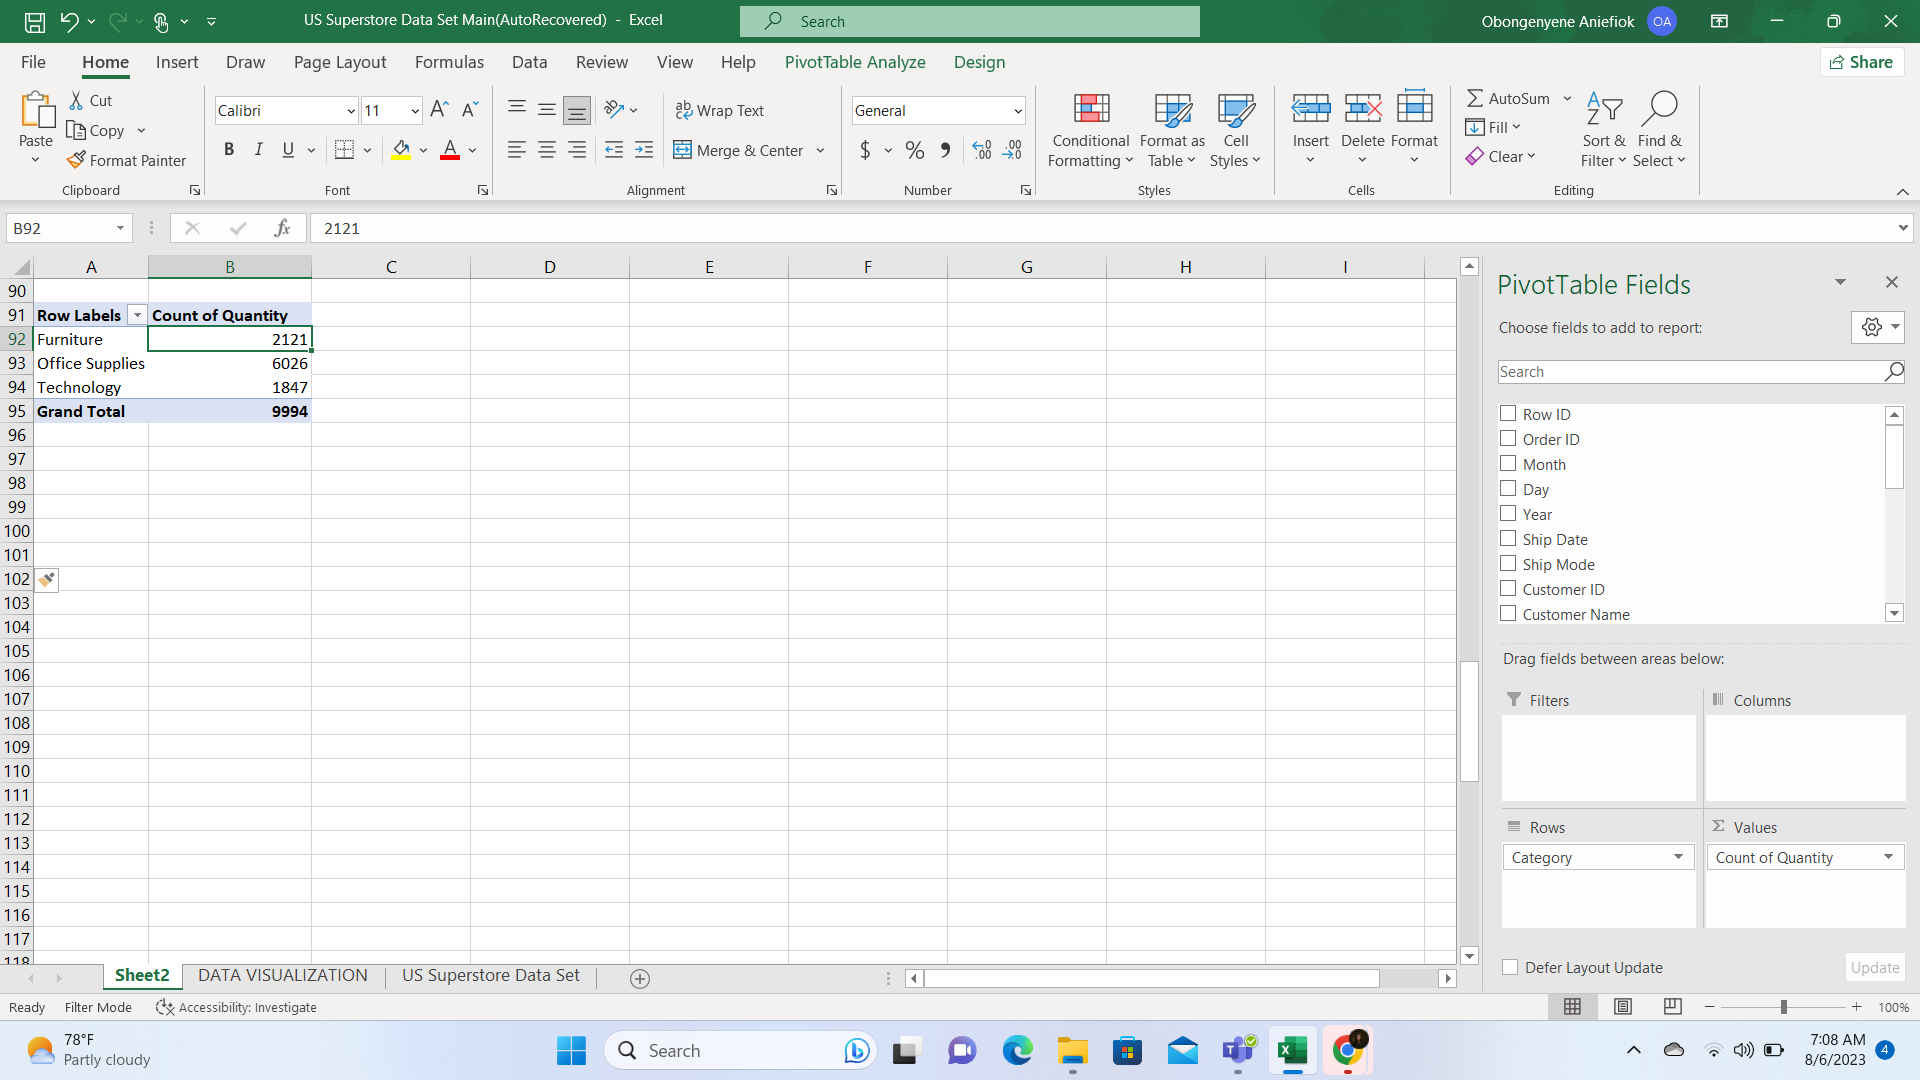 US Superstore Data Set Main(AutoRecovered) - Excel
Search
Obongenyene Aniefiok
OA
File Home Insert Draw Page Layout Formulas Data Review View Help PivotTable Analyze Design
Share
Paste
Cut
Copy
Format Painter
Clipboard
Calibri 11
B I U
A
Font
Wrap Text
Merge & Center
Alignment
General
$ % 9
Number
Conditional Formatting
Format as Table
Cell Styles
Styles
Insert Delete Format
Cells
AutoSum
Fill
Clear
Sort & Filter
Find & Select
Editing
B92
fx
2121
A B C D E F G H I
90
91 Row Labels Count of Quantity
92 Furniture 2121
93 Office Supplies 6026
94 Technology 1847
95 Grand Total 9994
96
97
98
99
100
101
102
103
104
105
106
107
108
109
110
111
112
113
114
115
116
117
118
PivotTable Fields
Choose fields to add to report:
Search
Row ID
Order ID
Month
Day
Year
Ship Date
Ship Mode
Customer ID
Customer Name
Drag fields between areas below:
Filters
Columns
Rows
Values
Category
Count of Quantity
Defer Layout Update
Update
Sheet2 DATA VISUALIZATION US Superstore Data Set
Ready Filter Mode Accessibility: Investigate
100%
78°F
Partly cloudy
Search
7:08 AM
8/6/2023
4